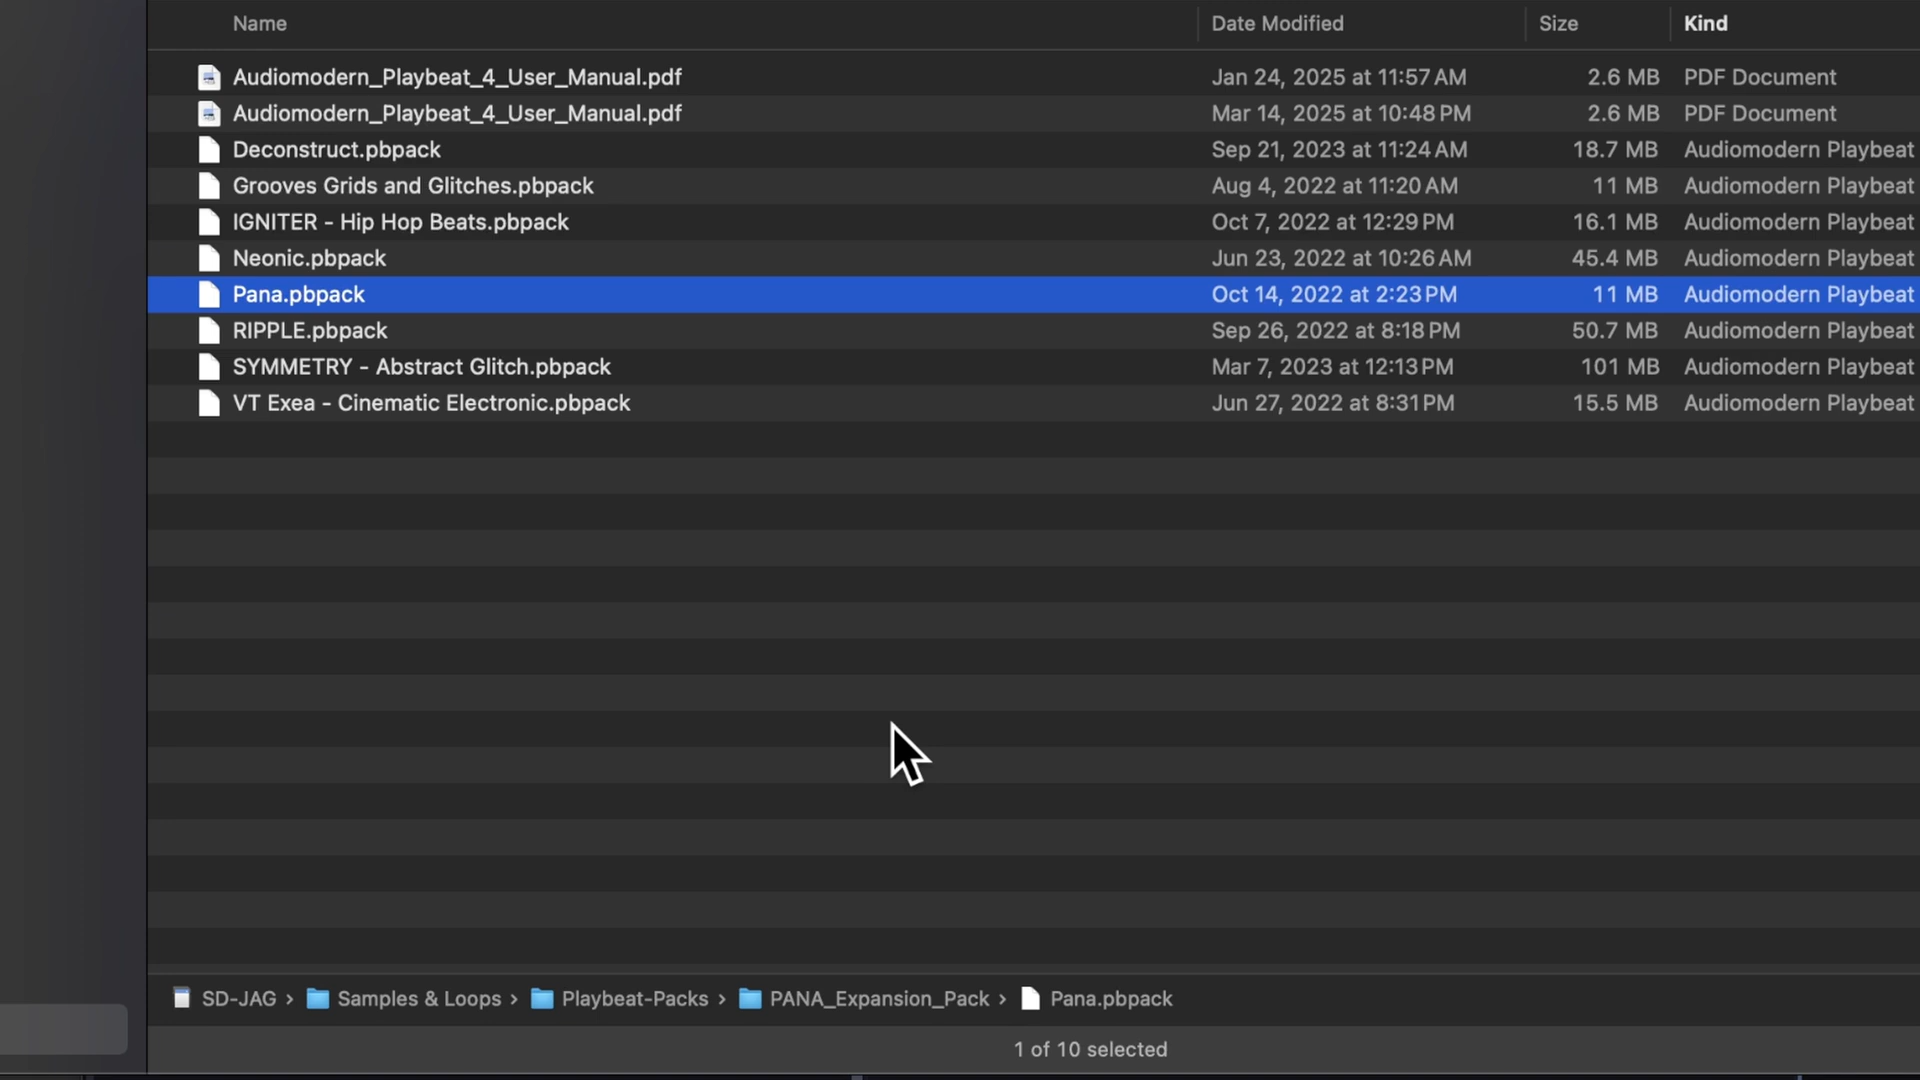 Name Date Modified Size Kind
Audiomodern_Playbeat_4_User_Manual.pdf Jan 24, 2025 at 11:57 AM 2.6 MB PDF Document
Audiomodern_Playbeat_4_User_Manual.pdf Mar 14, 2025 at 10:48 PM 2.6 MB PDF Document
Deconstruct.pbpack Sep 21, 2023 at 11:24 AM 18.7 MB Audiomodern Playbeat
Grooves Grids and Glitches.pbpack Aug 4, 2022 at 11:20 AM 11 MB Audiomodern Playbeat
IGNITER - Hip Hop Beats.pbpack Oct 7, 2022 at 12:29 PM 16.1 MB Audiomodern Playbeat
Neonic.pbpack Jun 23, 2022 at 10:26 AM 45.4 MB Audiomodern Playbeat
Pana.pbpack Oct 14, 2022 at 2:23 PM 11 MB Audiomodern Playbeat
RIPPLE.pbpack Sep 26, 2022 at 8:18 PM 50.7 MB Audiomodern Playbeat
SYMMETRY - Abstract Glitch.pbpack Mar 7, 2023 at 12:13 PM 101 MB Audiomodern Playbeat
VT Exea - Cinematic Electronic.pbpack Jun 27, 2022 at 8:31 PM 15.5 MB Audiomodern Playbeat
SD-JAG › Samples & Loops › Playbeat-Packs › PANA_Expansion_Pack › Pana.pbpack
1 of 10 selected